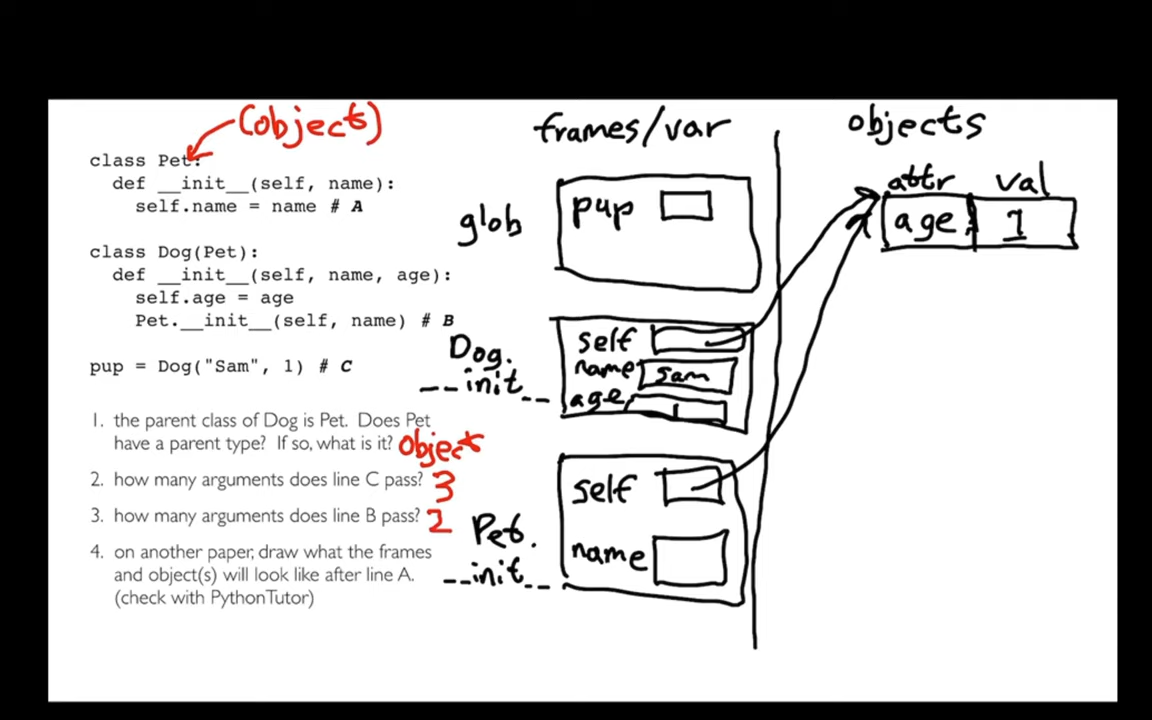 (object)
class Pet:
def __init__(self, name):
self.name = name # A
class Dog(Pet):
def __init__(self, name, age):
self.age = age
Pet.__init__(self, name) # B
pup = Dog("Sam", 1) # C
1. the parent class of Dog is Pet. Does Pet
have a parent type? If so, what is it? object
2. how many arguments does line C pass? 3
3. how many arguments does line B pass? 2
4. on another paper, draw what the frames
and object(s) will look like after line A.
(check with PythonTutor)
frames/var
glob
pup
Dog.
__init__
self
name sam
age
Pet.
__init__
self
name
objects
attr val
age 1